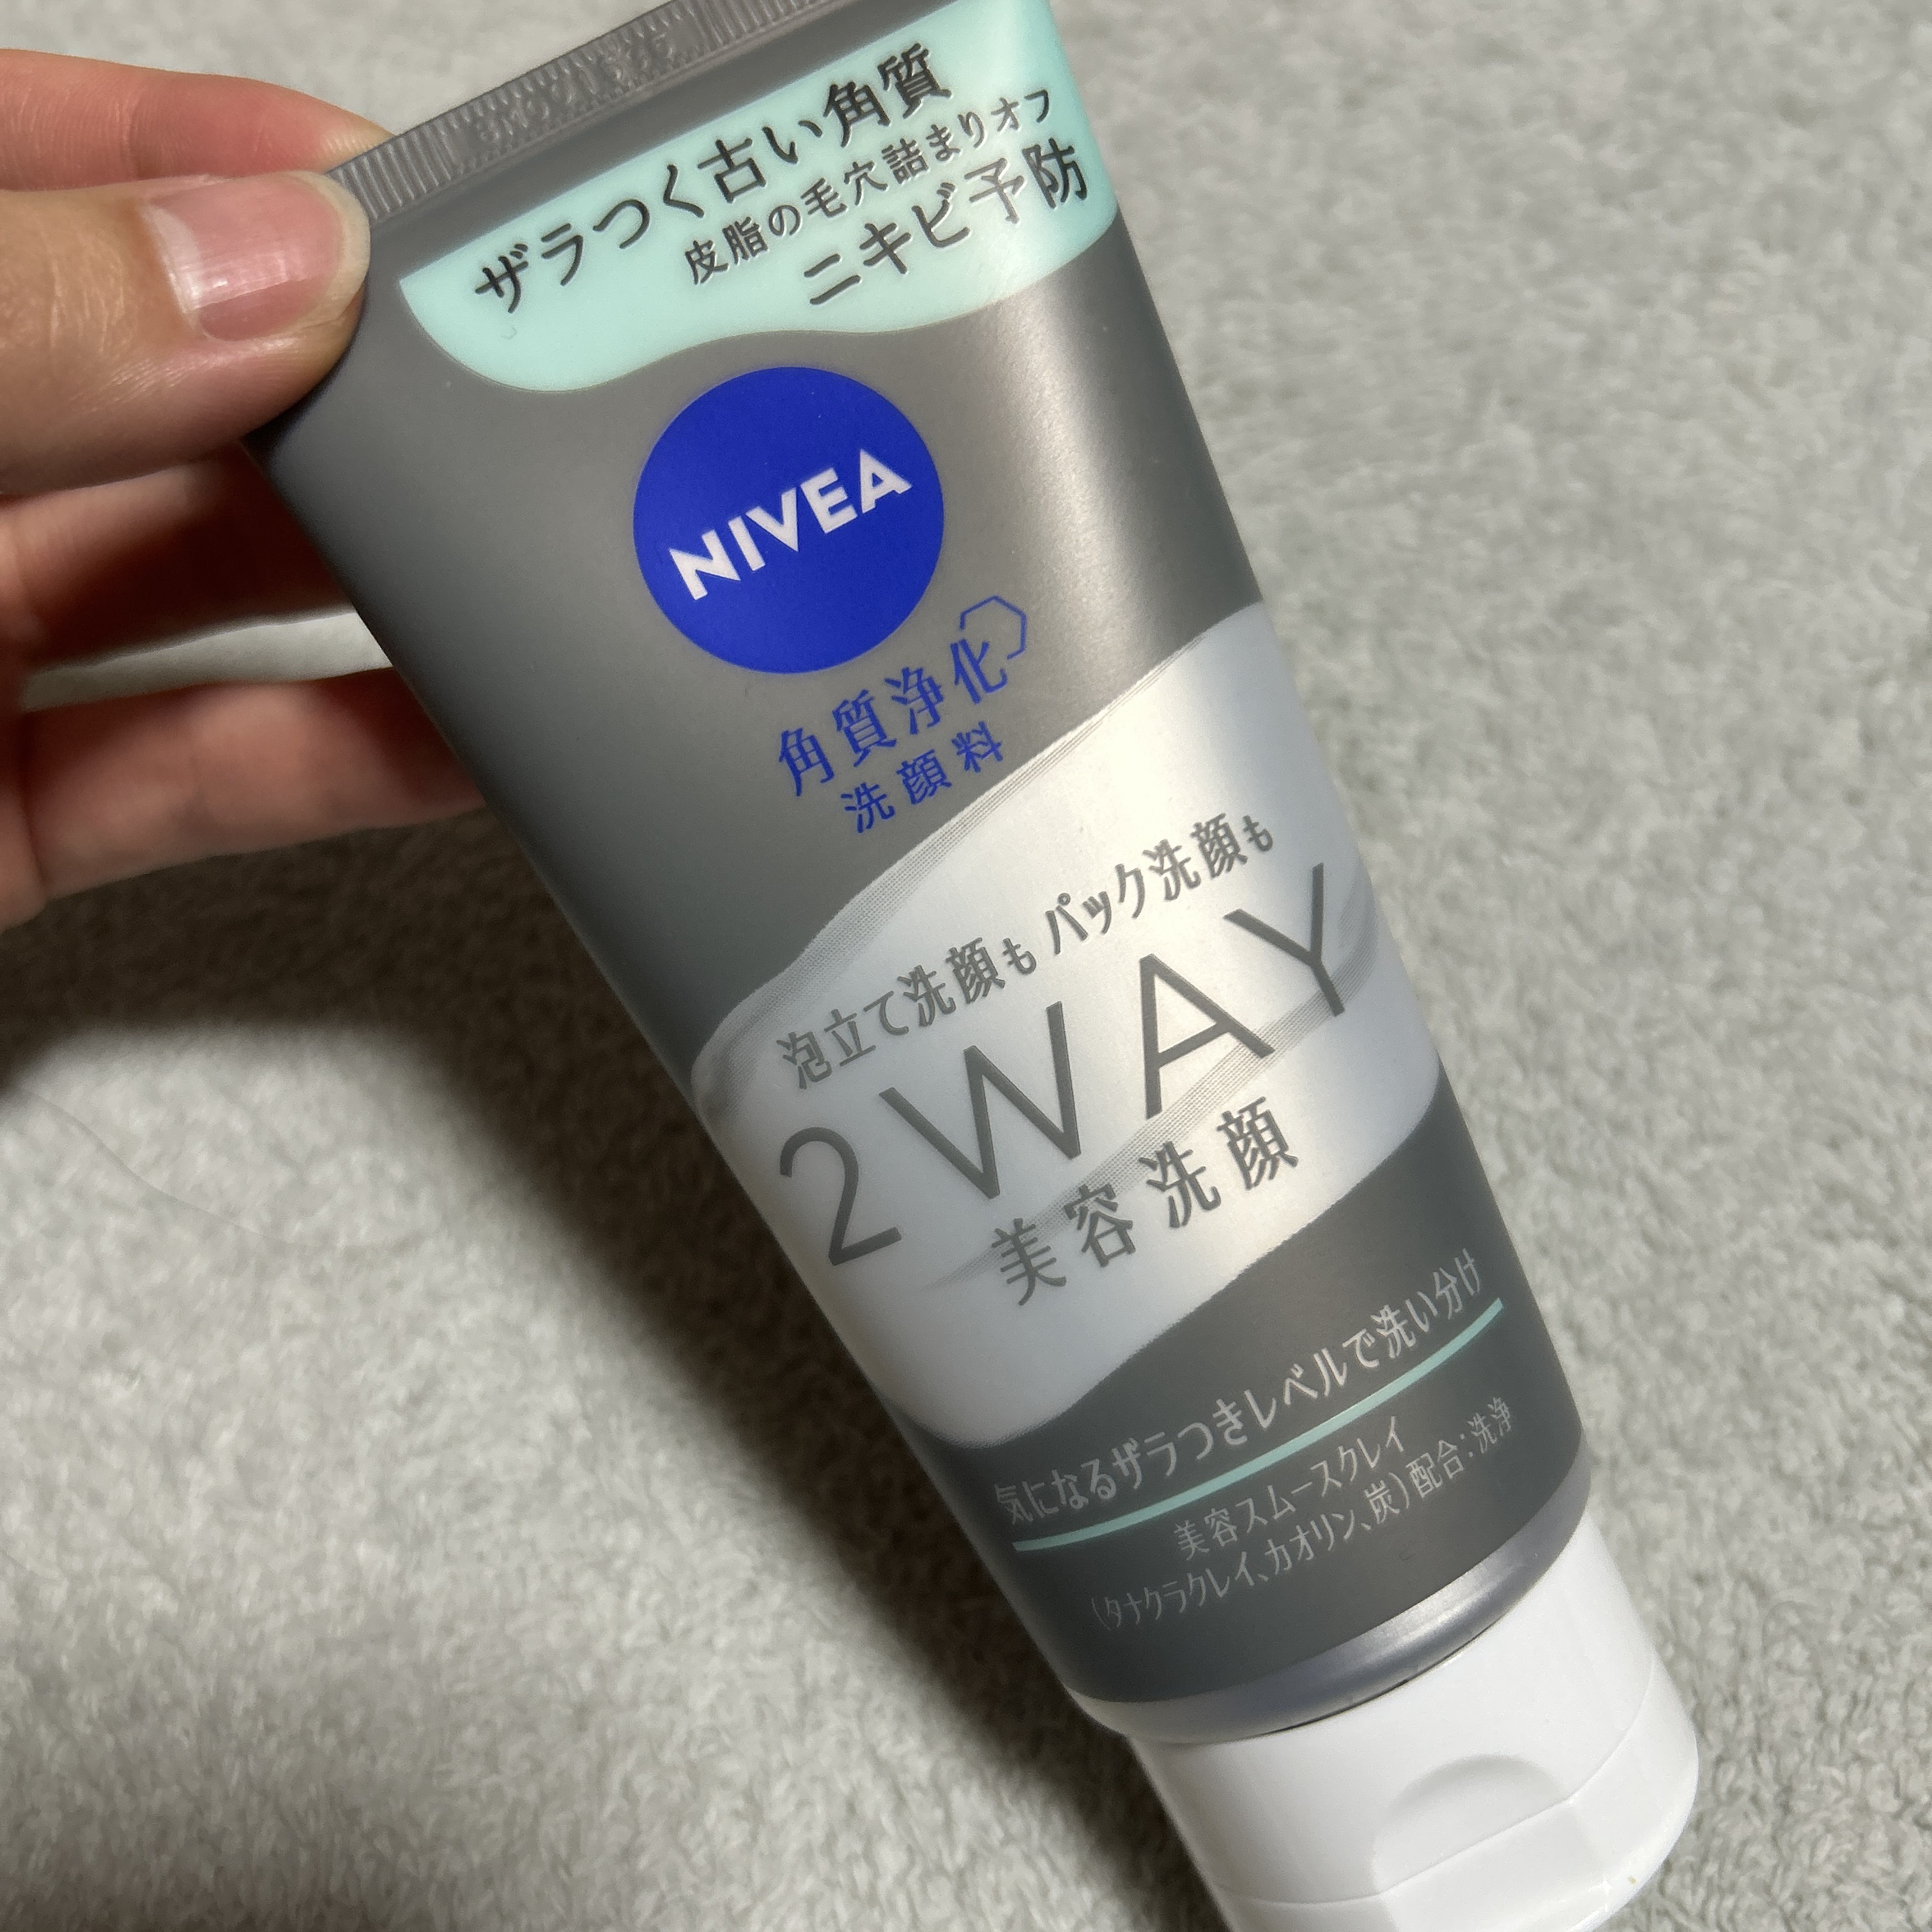 ザラつく古い角質
皮脂の毛穴詰まりオフ
ニキビ予防
NIVEA
角質浄化
洗顔料
泡立て洗顔も パック洗顔も
2WAY
美容洗顔
気になるザラつきレベルで洗い分け
美容スムースクレイ
(タナクラクレイ、カオリン、炭)配合:洗浄